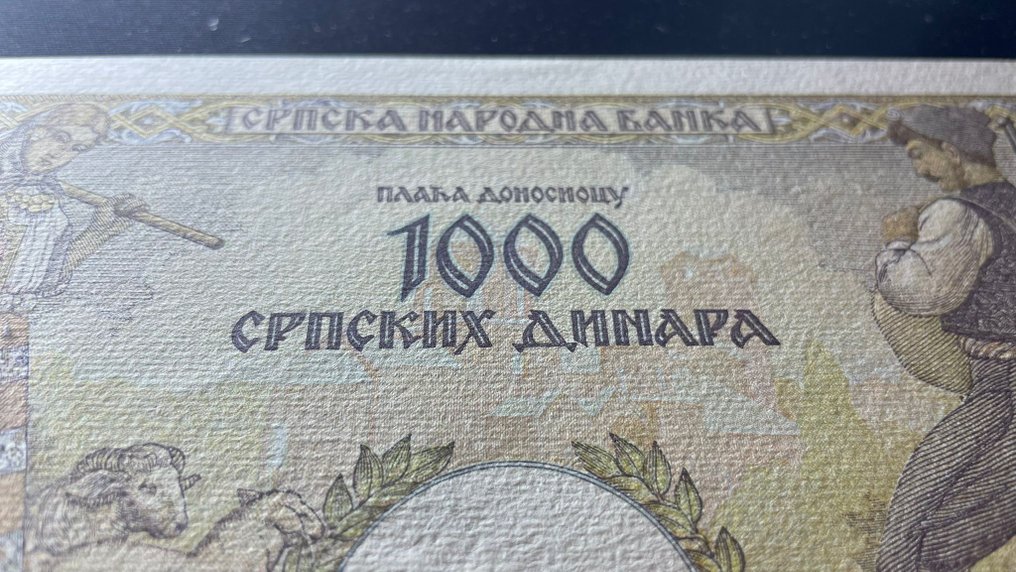 СРПСКА НАРОДНА БАНКА
ПЛАЋА ДОНОСИОЦУ
1000
СРПСКИХ ДИНАРА